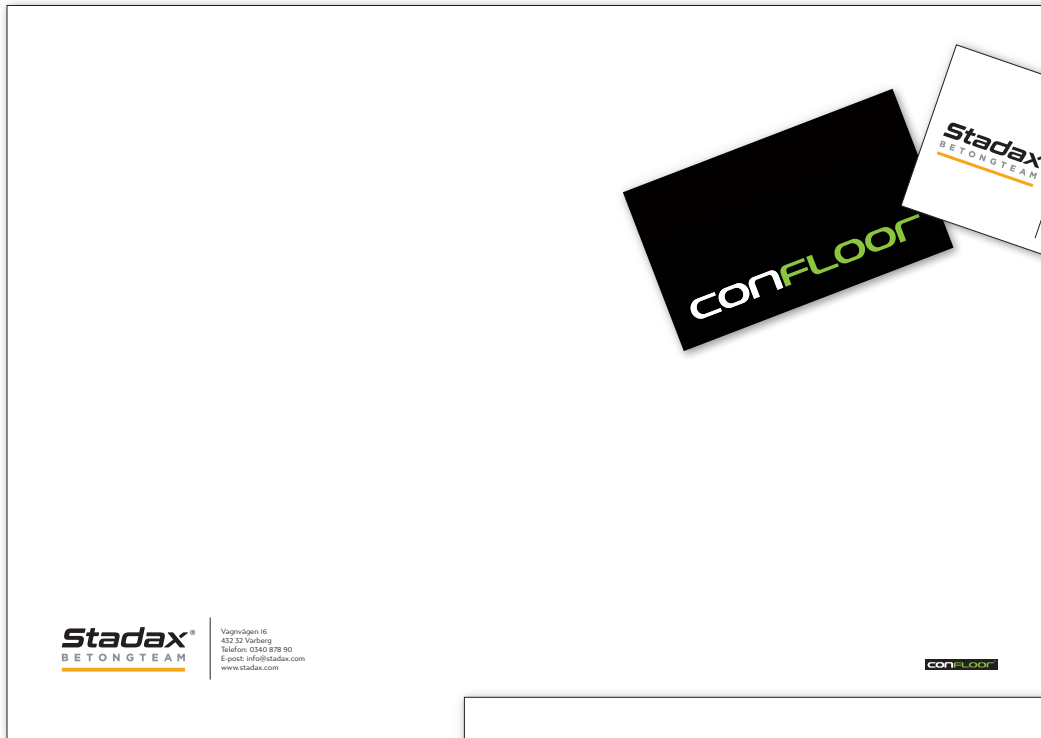 Stadax
BETONGTEAM
CONFLOOR
Stadax®
BETONGTEAM
Vagnvägen 16
432 32 Varberg
Telefon: 0340 878 90
E-post: info@stadax.com
www.stadax.com
CONFLOOR